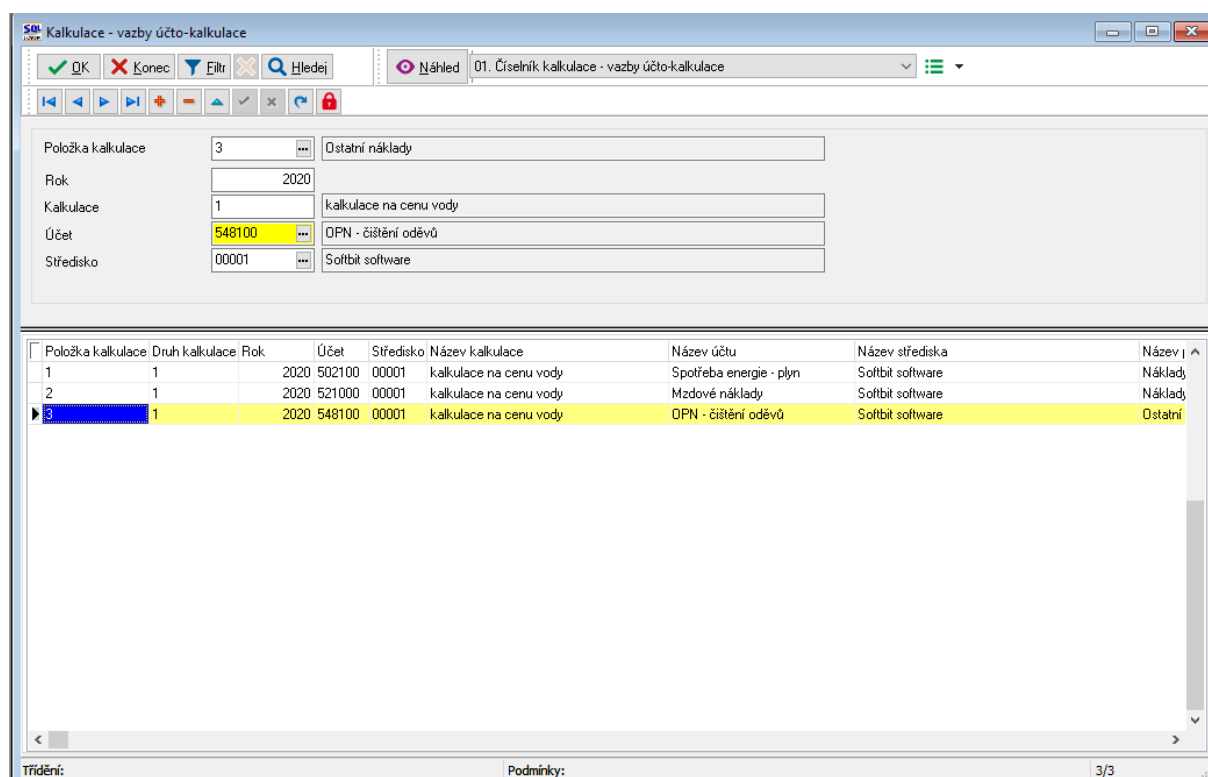 SQL Kalkulace - vazby účto-kalkulace
OK Konec Filtr Hledej Náhled 01. Číselník kalkulace - vazby účto-kalkulace
Položka kalkulace 3 ... Ostatní náklady
Rok 2020
Kalkulace 1 kalkulace na cenu vody
Účet 548100 ... OPN - čištění oděvů
Středisko 00001 ... Softbit software
Položka kalkulace Druh kalkulace Rok Účet Středisko Název kalkulace Název účtu Název střediska Název
1 1 2020 502100 00001 kalkulace na cenu vody Spotřeba energie - plyn Softbit software Náklady
2 1 2020 521000 00001 kalkulace na cenu vody Mzdové náklady Softbit software Náklady
3 1 2020 548100 00001 kalkulace na cenu vody OPN - čištění oděvů Softbit software Ostatní
Třídění: Podmínky: 3/3